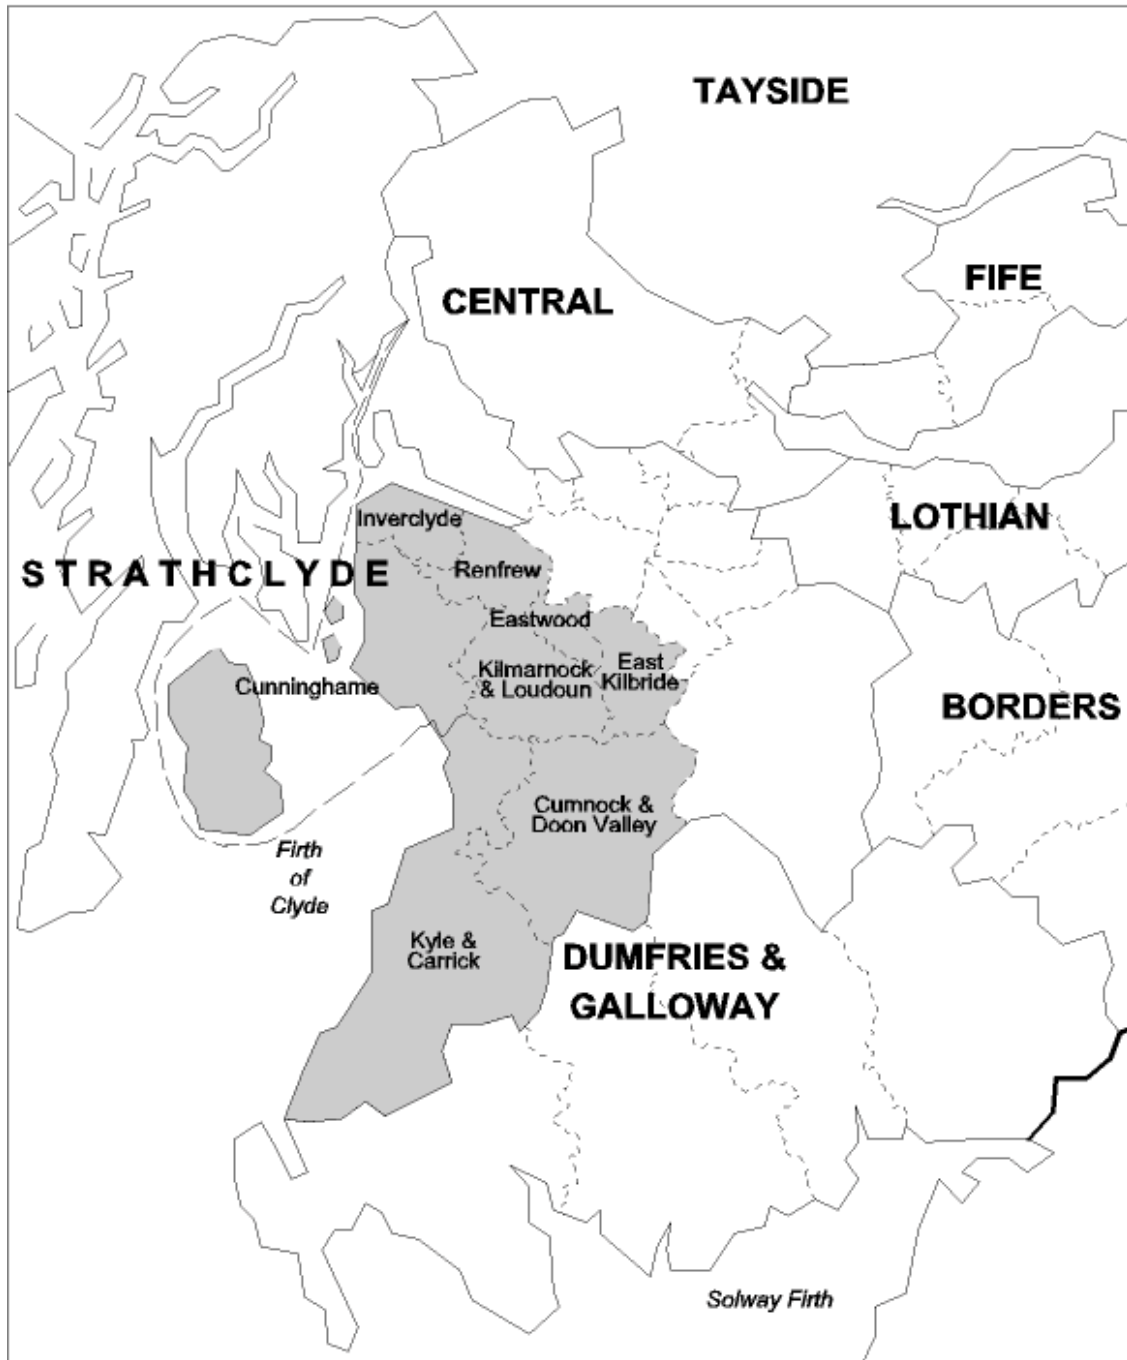 TAYSIDE
FIFE
CENTRAL
LOTHIAN
Inverclyde
STRATHCLYDE
Renfrew
Eastwood
Kilmarnock
& Loudoun
East
Kilbride
Cunninghame
BORDERS
Cumnock &
Doon Valley
Firth
of
Clyde
Kyle &
Carrick
DUMFRIES &
GALLOWAY
Solway Firth